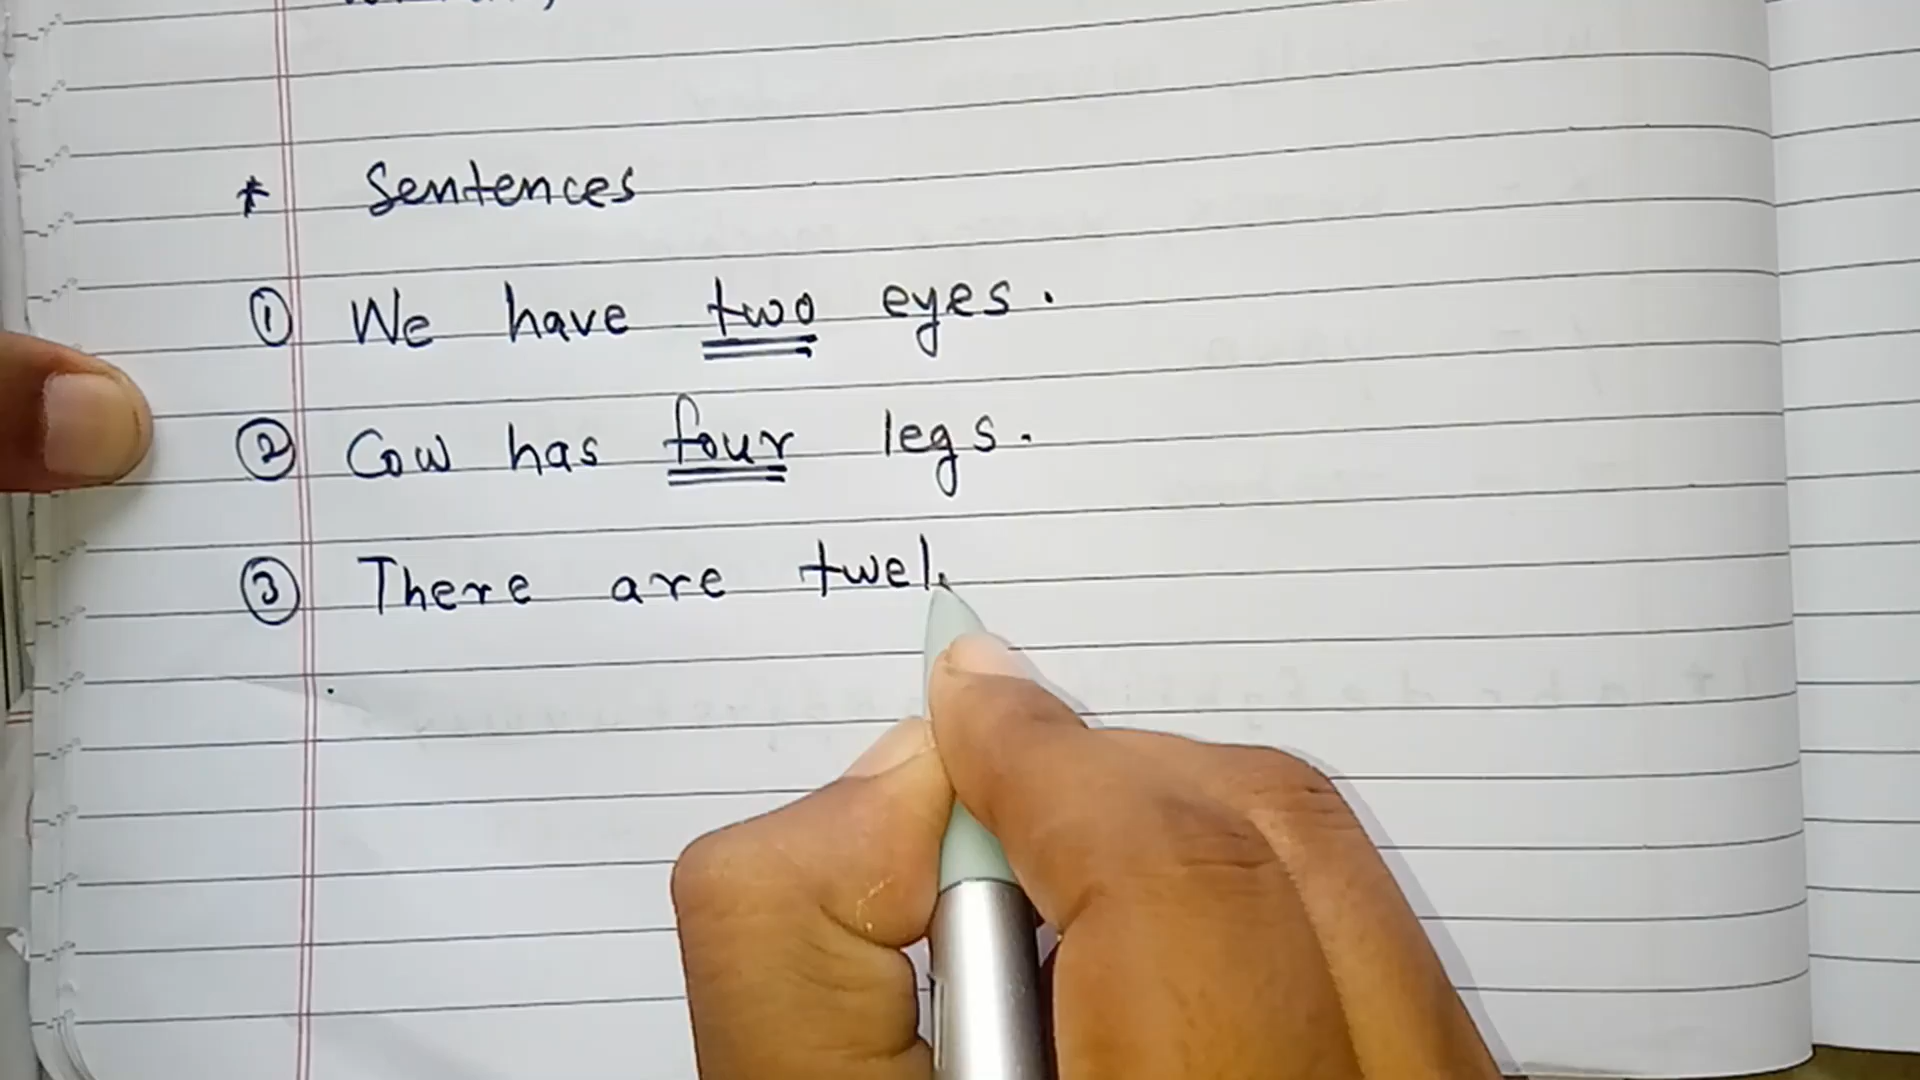 * Sentences
① We have two eyes.
② Cow has four legs.
③ There are twel